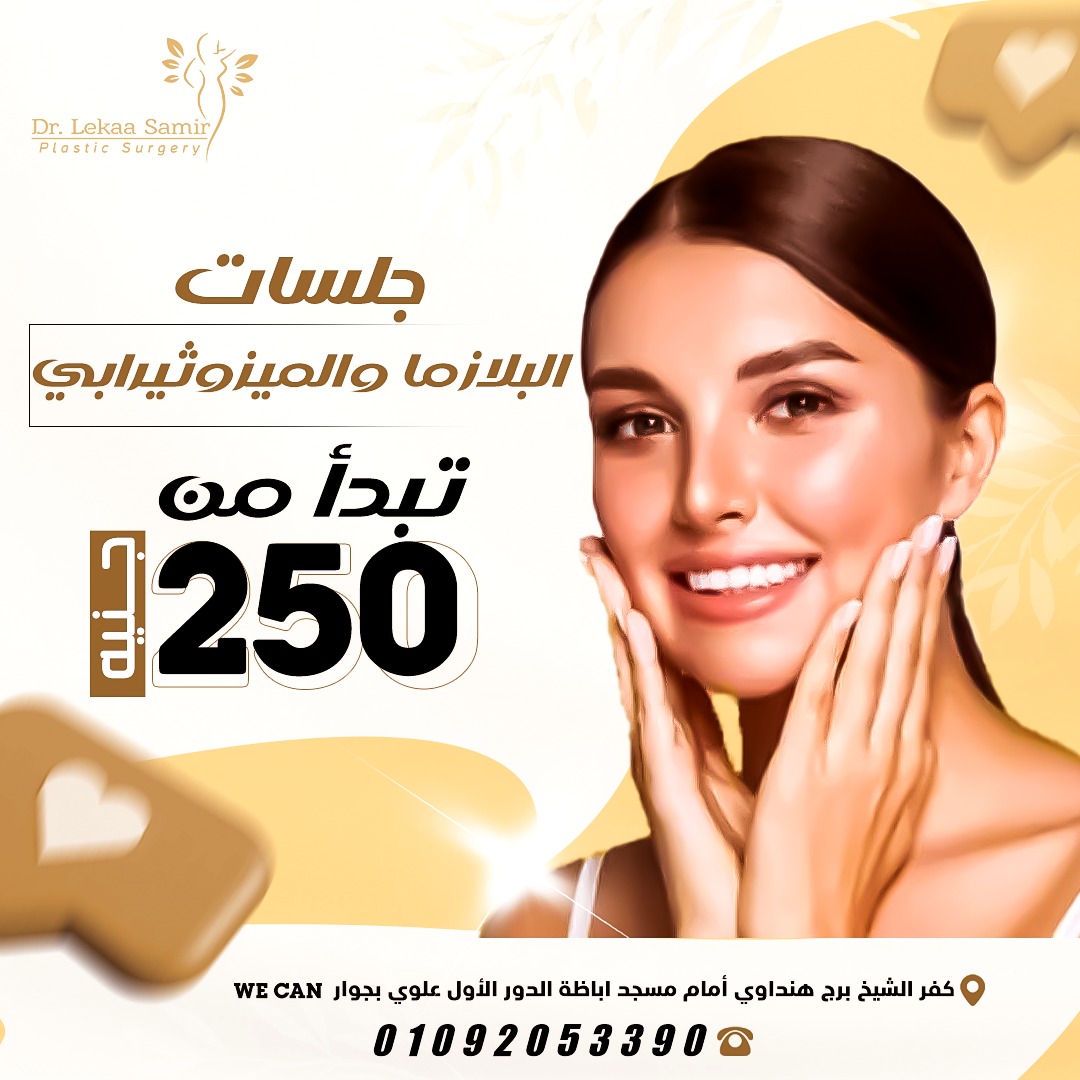 Dr. Lekaa Samir
Plastic Surgery
جلسات
البلازما والميزوثيرابي
تبدأ من
250 جنيه
كفر الشيخ برج هنداوي أمام مسجد اباظة الدور الأول علوي بجوار WE CAN
01092053390